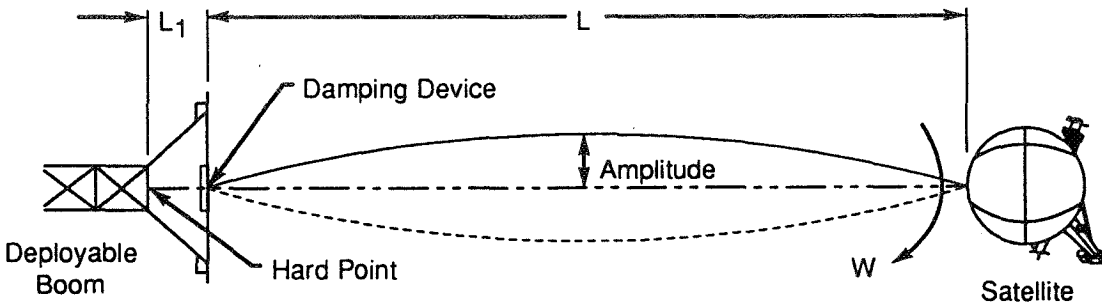 L1
L
Damping Device
Amplitude
Deployable
Boom
Hard Point
W
Satellite